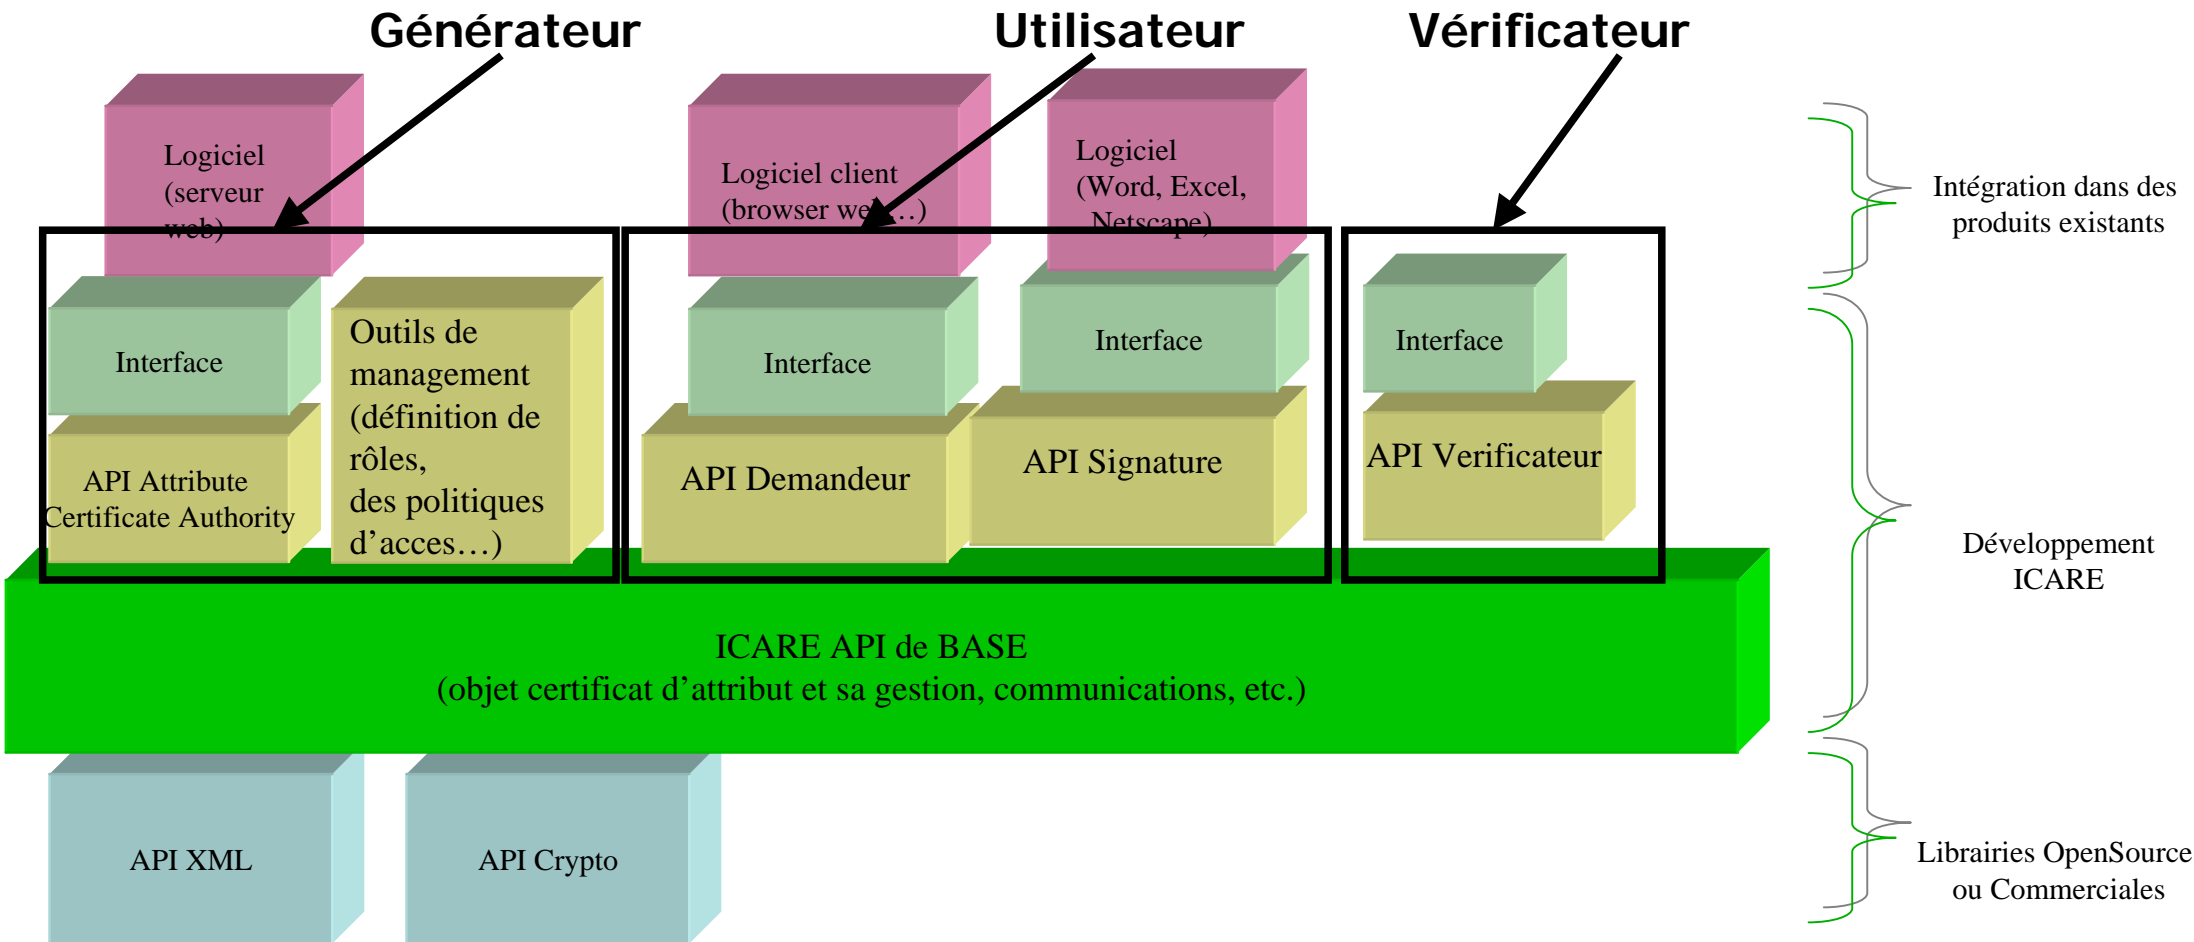 Générateur
Utilisateur
Vérificateur
Logiciel
(serveur
web)
Logiciel client
(browser web…)
Logiciel
(Word, Excel,
Netscape)
Intégration dans des
produits existants
Interface
Outils de
management
(définition de
rôles,
des politiques
d’acces…)
Interface
Interface
Interface
API Attribute
Certificate Authority
API Demandeur
API Signature
API Verificateur
Développement
ICARE
ICARE API de BASE
(objet certificat d’attribut et sa gestion, communications, etc.)
API XML
API Crypto
Librairies OpenSource
ou Commerciales